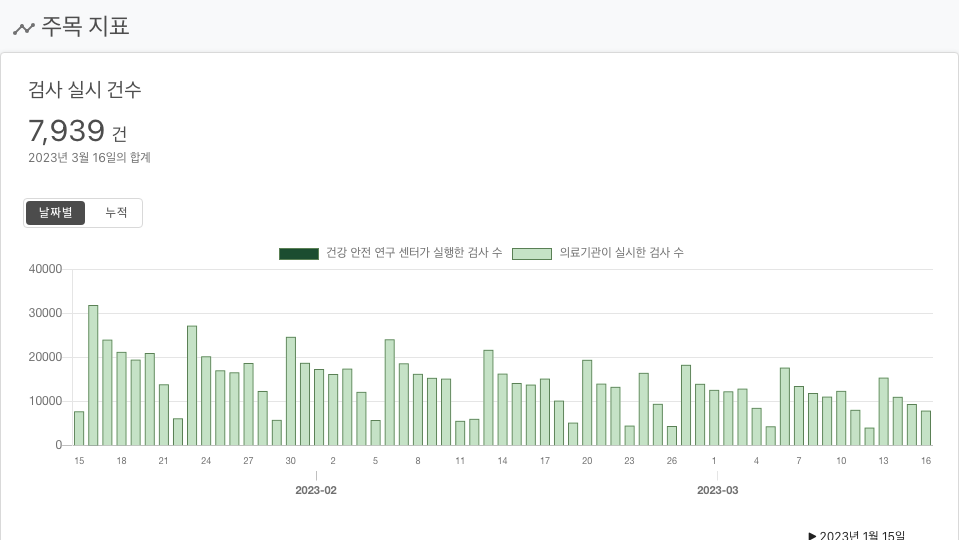 주목 지표
검사 실시 건수
7,939 건
2023년 3월 16일의 합계
날짜별 누적
건강 안전 연구 센터가 실행한 검사 수 의료기관이 실시한 검사 수
40000
30000
20000
10000
0
15 18 21 24 27 30 2 5 8 11 14 17 20 23 26 1 4 7 10 13 16
2023-02 2023-03
▶ 2023년 1월 15일